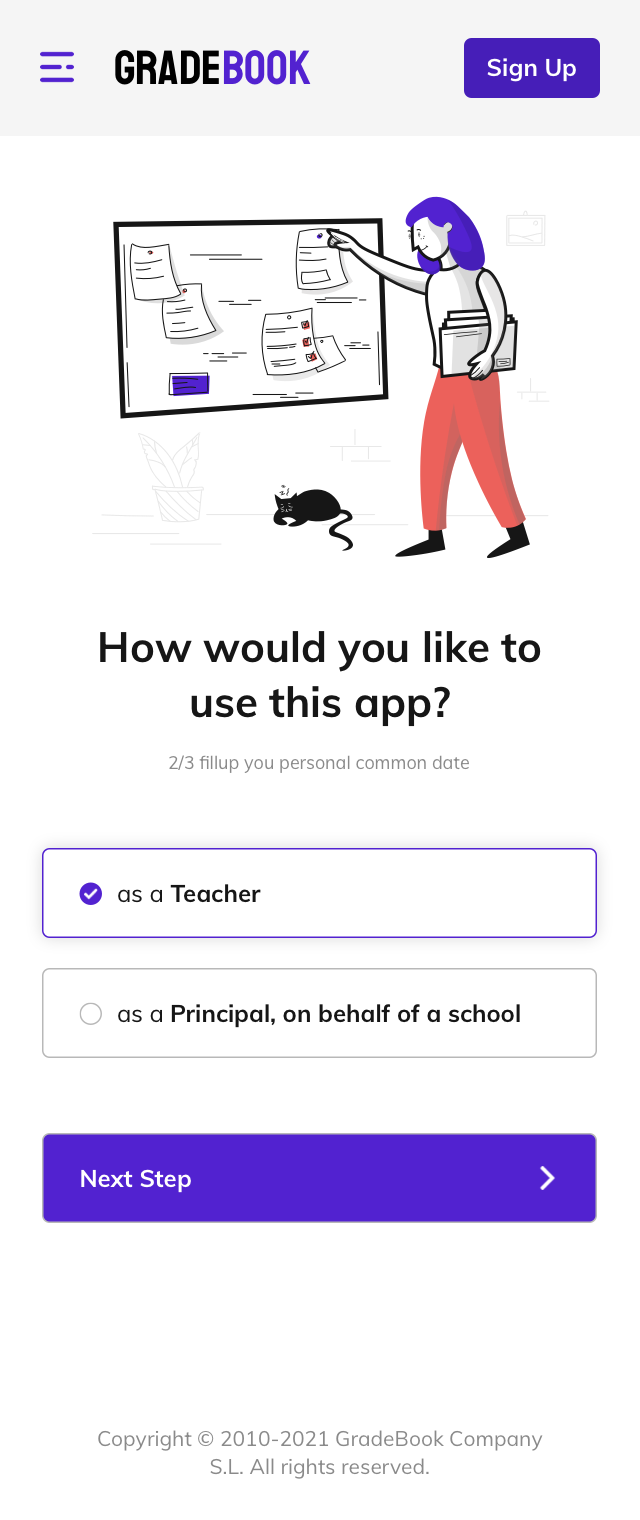 GRADEBOOK
Sign Up
How would you like to
use this app?
2/3 fillup you personal common date
as a Teacher
as a Principal, on behalf of a school
Next Step
Copyright © 2010-2021 GradeBook Company
S.L. All rights reserved.